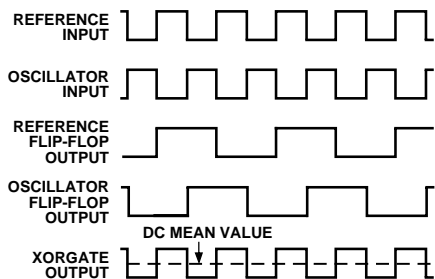 REFERENCE
INPUT
OSCILLATOR
INPUT
REFERENCE
FLIP-FLOP
OUTPUT
OSCILLATOR
FLIP-FLOP
OUTPUT
DC MEAN VALUE
XORGATE
OUTPUT